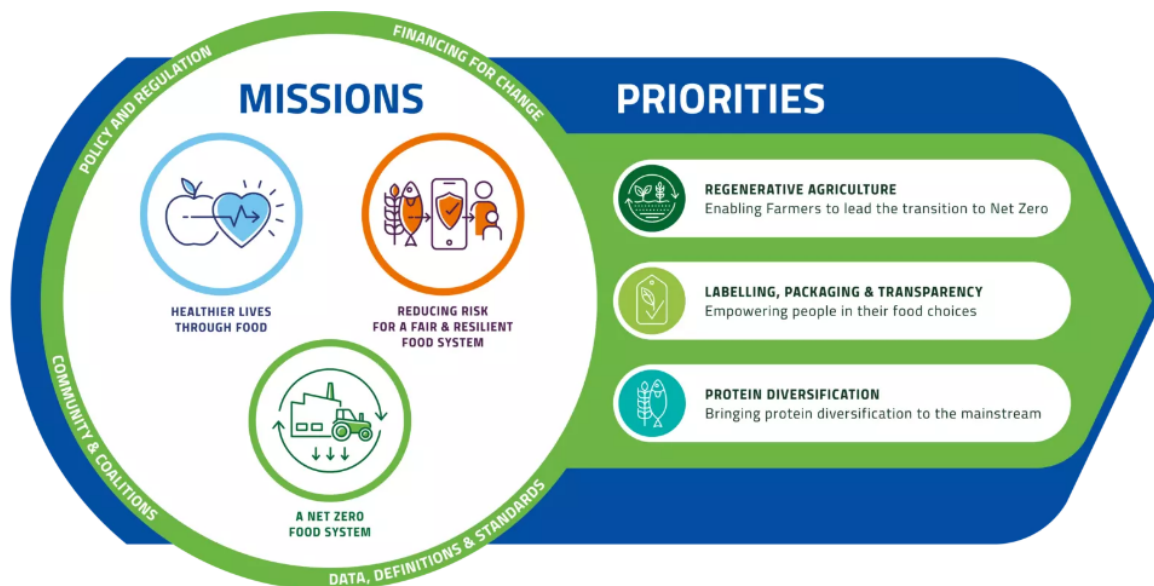 POLICY AND REGULATION
FINANCING FOR CHANGE
MISSIONS
HEALTHIER LIVES
THROUGH FOOD
REDUCING RISK
FOR A FAIR & RESILIENT
FOOD SYSTEM
A NET ZERO
FOOD SYSTEM
COMMUNITY & COALITIONS
DATA, DEFINITIONS & STANDARDS
PRIORITIES
REGENERATIVE AGRICULTURE
Enabling Farmers to lead the transition to Net Zero
LABELLING, PACKAGING & TRANSPARENCY
Empowering people in their food choices
PROTEIN DIVERSIFICATION
Bringing protein diversification to the mainstream